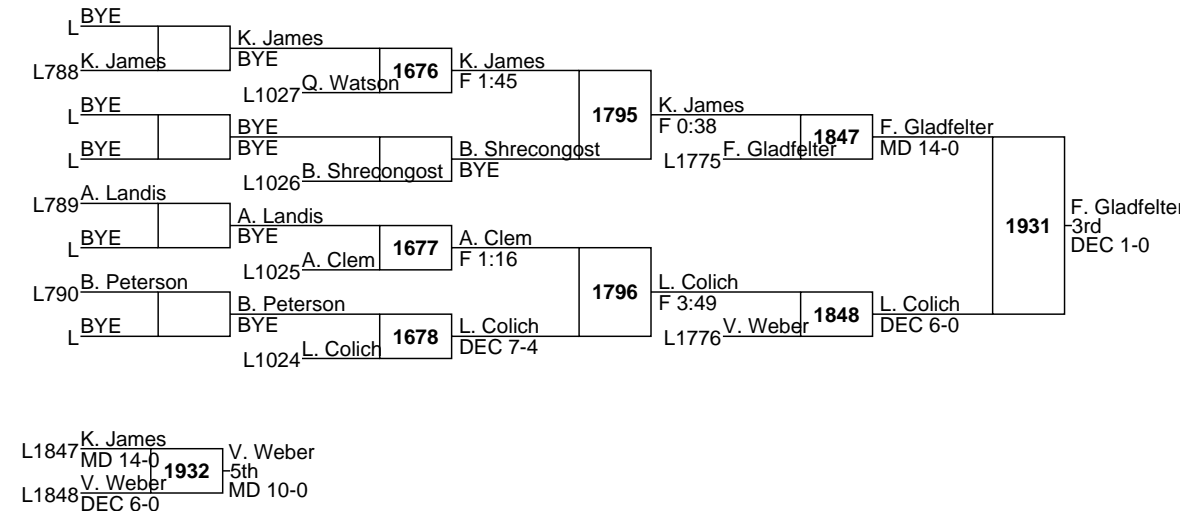 BYE
L
K. James
L788
K. James
BYE
1676
Q. Watson
L1027
K. James
F 1:45
BYE
L
BYE
L
BYE
BYE
B. Shrecongost
L1026
B. Shrecongost
BYE
1795
K. James
F 0:38
1847
F. Gladfelter
L1775
F. Gladfelter
MD 14-0
A. Landis
L789
BYE
L
A. Landis
BYE
1677
A. Clem
L1025
A. Clem
F 1:16
B. Peterson
L790
BYE
L
B. Peterson
BYE
1678
L. Colich
L1024
L. Colich
DEC 7-4
1796
L. Colich
F 3:49
1848
V. Weber
L1776
L. Colich
DEC 6-0
1931
F. Gladfelter
3rd
DEC 1-0
K. James
L1847
MD 14-0
1932
V. Weber
L1848
DEC 6-0
V. Weber
5th
MD 10-0